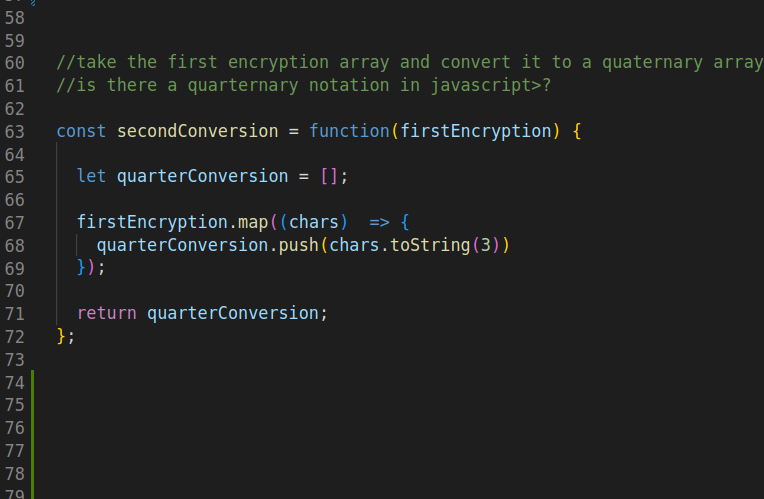 58
59
60 //take the first encryption array and convert it to a quaternary array
61 //is there a quarternary notation in javascript>?
62
63 const secondConversion = function(firstEncryption) {
64
65 let quarterConversion = [];
66
67 firstEncryption.map((chars)  => {
68 quarterConversion.push(chars.toString(3))
69 });
70
71 return quarterConversion;
72 };
73
74
75
76
77
78
79